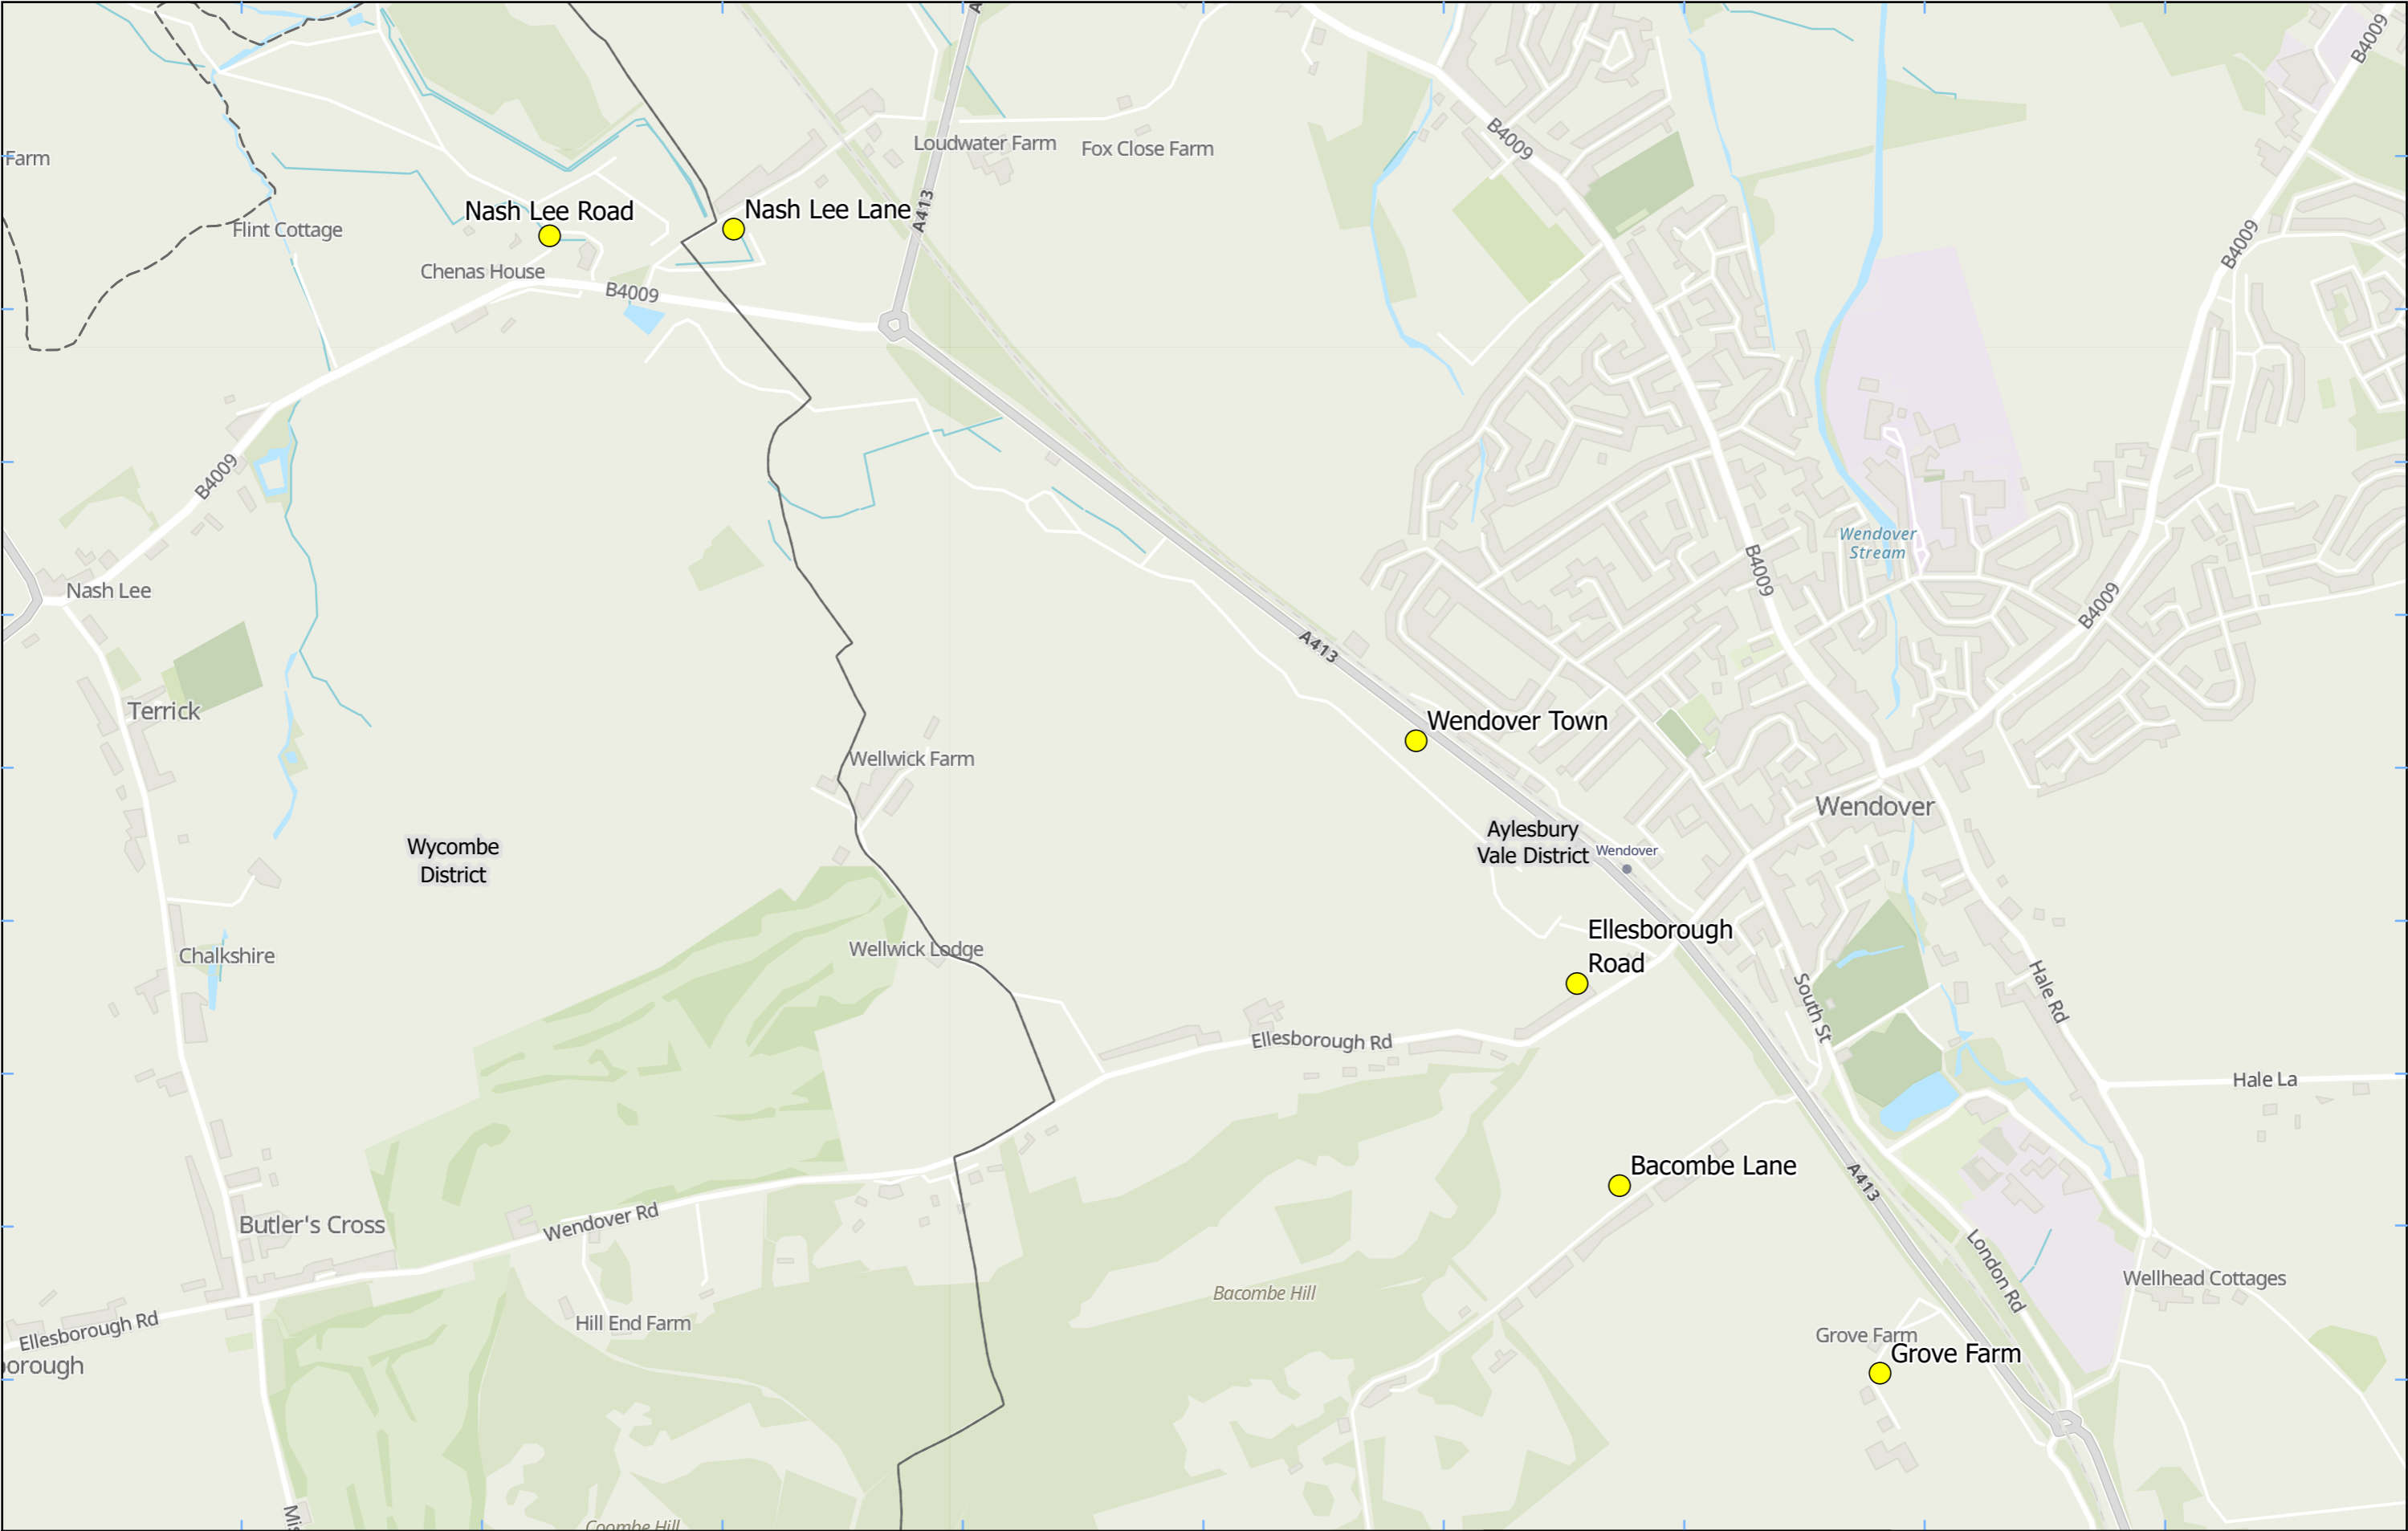 A413
B4009
B4009
Loudwater Farm
Fox Close Farm
Farm
Nash Lee Road
Nash Lee Lane
A413
Flint Cottage
B4009
Chenas House
B4009
B4009
Wendover
Stream
B4009
Nash Lee
B4009
A413
Terrick
Wendover Town
Wellwick Farm
Wendover
Aylesbury
Vale District
Wendover
Wycombe
District
Ellesborough
Road
Wellwick Lodge
Chalkshire
South St
Hale Rd
Ellesborough Rd
Hale La
Bacombe Lane
A413
Butler's Cross
Wendover Rd
London Rd
Wellhead Cottages
Bacombe Hill
Hill End Farm
Ellesborough Rd
Grove Farm
Grove Farm
borough
Coombe Hill